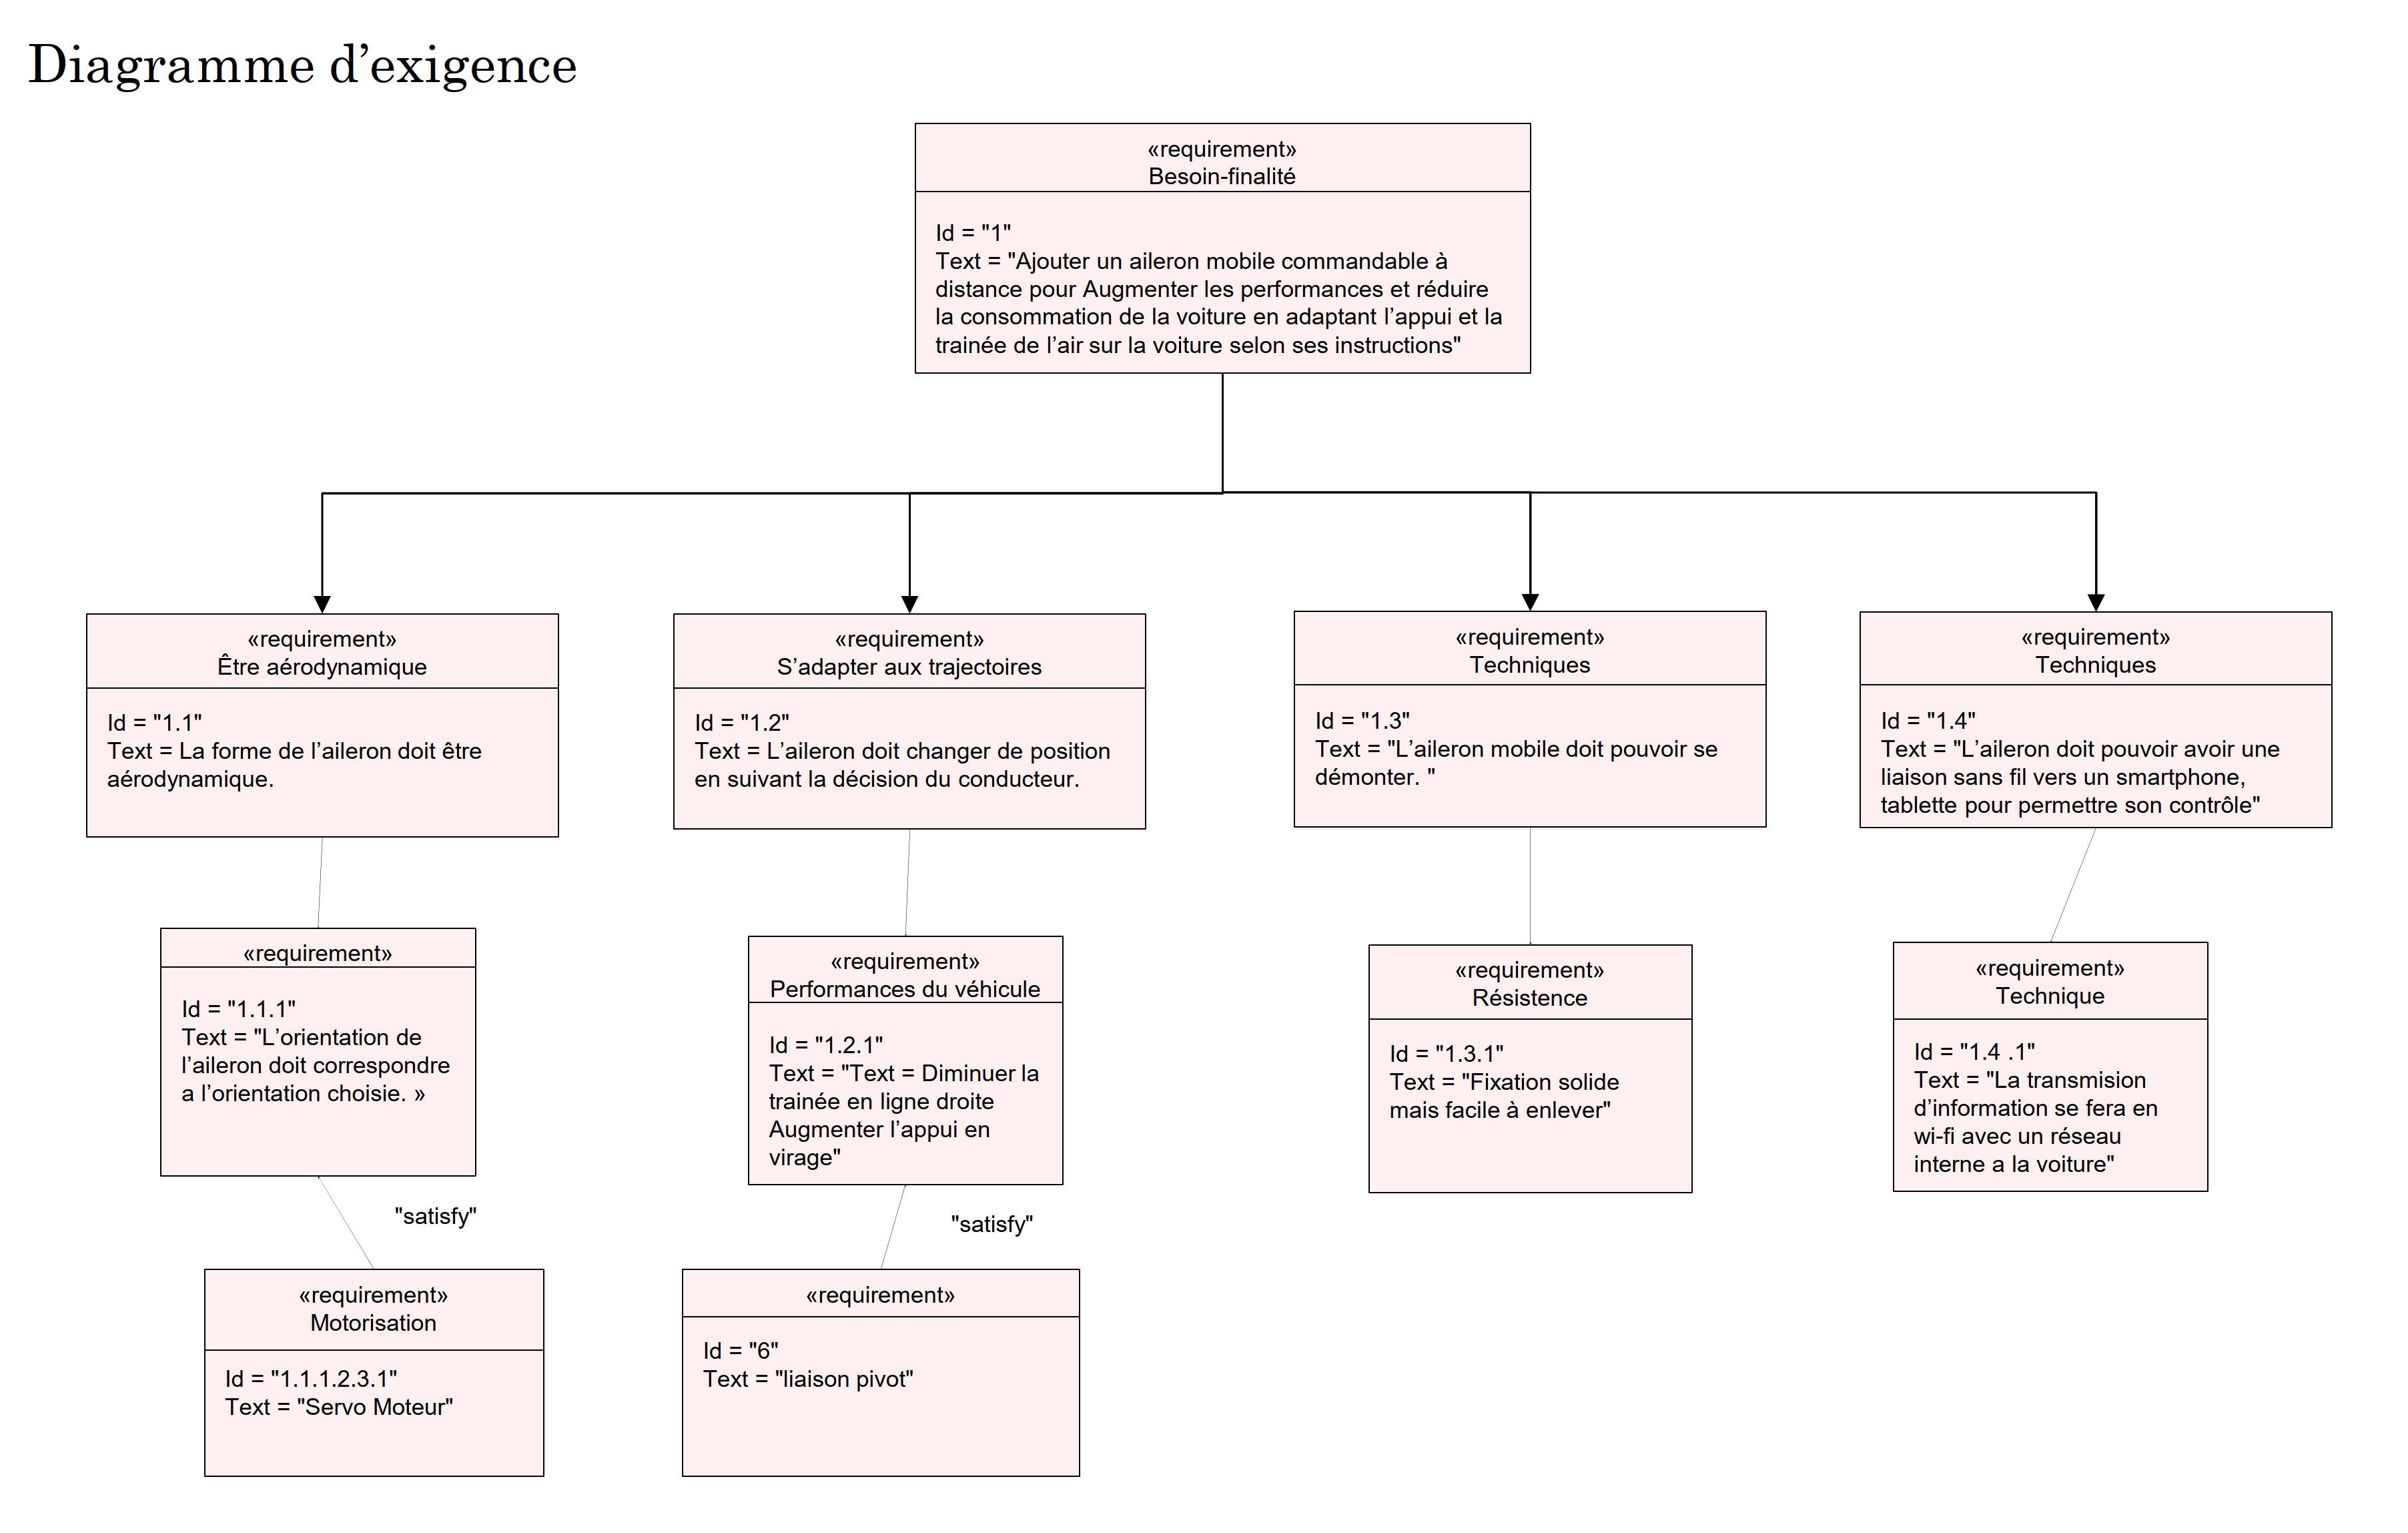 Diagramme d’exigence
«requirement»
Besoin-finalité
Id = "1"
Text = "Ajouter un aileron mobile commandable à
distance pour Augmenter les performances et réduire
la consommation de la voiture en adaptant l’appui et la
trainée de l’air sur la voiture selon ses instructions"
«requirement»
Être aérodynamique
Id = "1.1"
Text = La forme de l’aileron doit être
aérodynamique.
«requirement»
S’adapter aux trajectoires
Id = "1.2"
Text = L’aileron doit changer de position
en suivant la décision du conducteur.
«requirement»
Techniques
Id = "1.3"
Text = "L’aileron mobile doit pouvoir se
démonter. "
«requirement»
Techniques
Id = "1.4"
Text = "L’aileron doit pouvoir avoir une
liaison sans fil vers un smartphone,
tablette pour permettre son contrôle"
«requirement»
Id = "1.1.1"
Text = "L’orientation de
l’aileron doit correspondre
a l’orientation choisie. »
«requirement»
Performances du véhicule
Id = "1.2.1"
Text = "Text = Diminuer la
trainée en ligne droite
Augmenter l’appui en
virage"
«requirement»
Résistence
Id = "1.3.1"
Text = "Fixation solide
mais facile à enlever"
«requirement»
Technique
Id = "1.4 .1"
Text = "La transmision
d’information se fera en
wi-fi avec un réseau
interne a la voiture"
"satisfy"
"satisfy"
«requirement»
Motorisation
Id = "1.1.1.2.3.1"
Text = "Servo Moteur"
«requirement»
Id = "6"
Text = "liaison pivot"